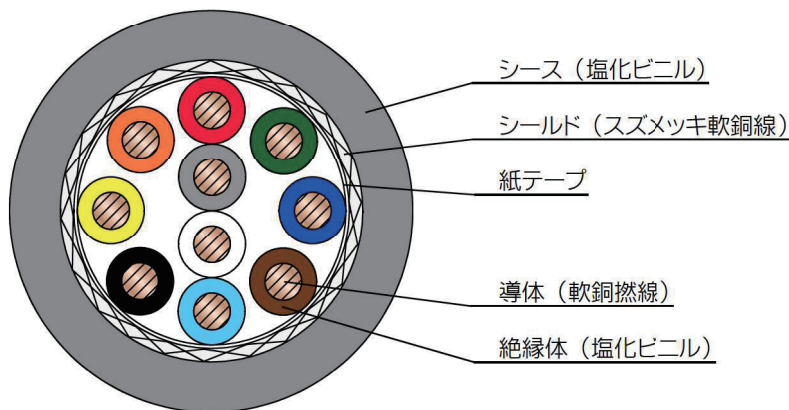 シース（塩化ビニル）
シールド（スズメッキ軟銅線）
紙テープ
導体（軟銅撚線）
絶縁体（塩化ビニル）